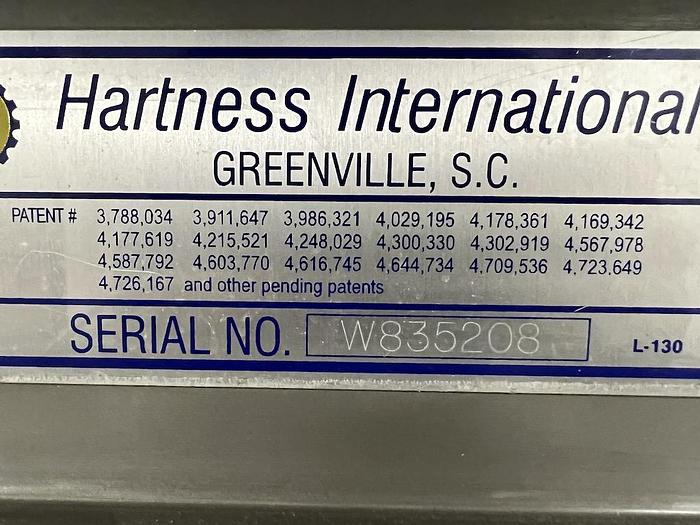 Hartness International
GREENVILLE, S.C.
PATENT # 3,788,034 3,911,647 3,986,321 4,029,195 4,178,361 4,169,342
4,177,619 4,215,521 4,248,029 4,300,330 4,302,919 4,567,978
4,587,792 4,603,770 4,616,745 4,644,734 4,709,536 4,723,649
4,726,167 and other pending patents
SERIAL NO. W835208 L-130